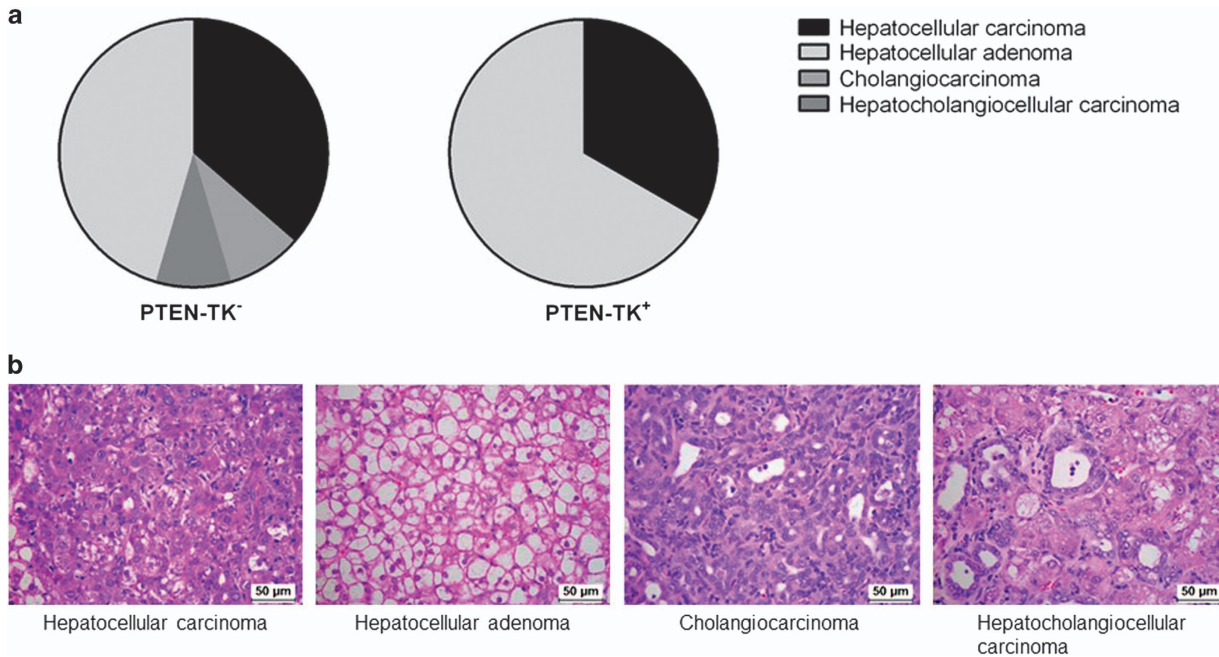 a
Hepatocellular carcinoma
Hepatocellular adenoma
Cholangiocarcinoma
Hepatocholangiocellular carcinoma
PTEN-TK⁻
PTEN-TK⁺
b
50 µm
50 µm
50 µm
50 µm
Hepatocellular carcinoma
Hepatocellular adenoma
Cholangiocarcinoma
Hepatocholangiocellular
carcinoma